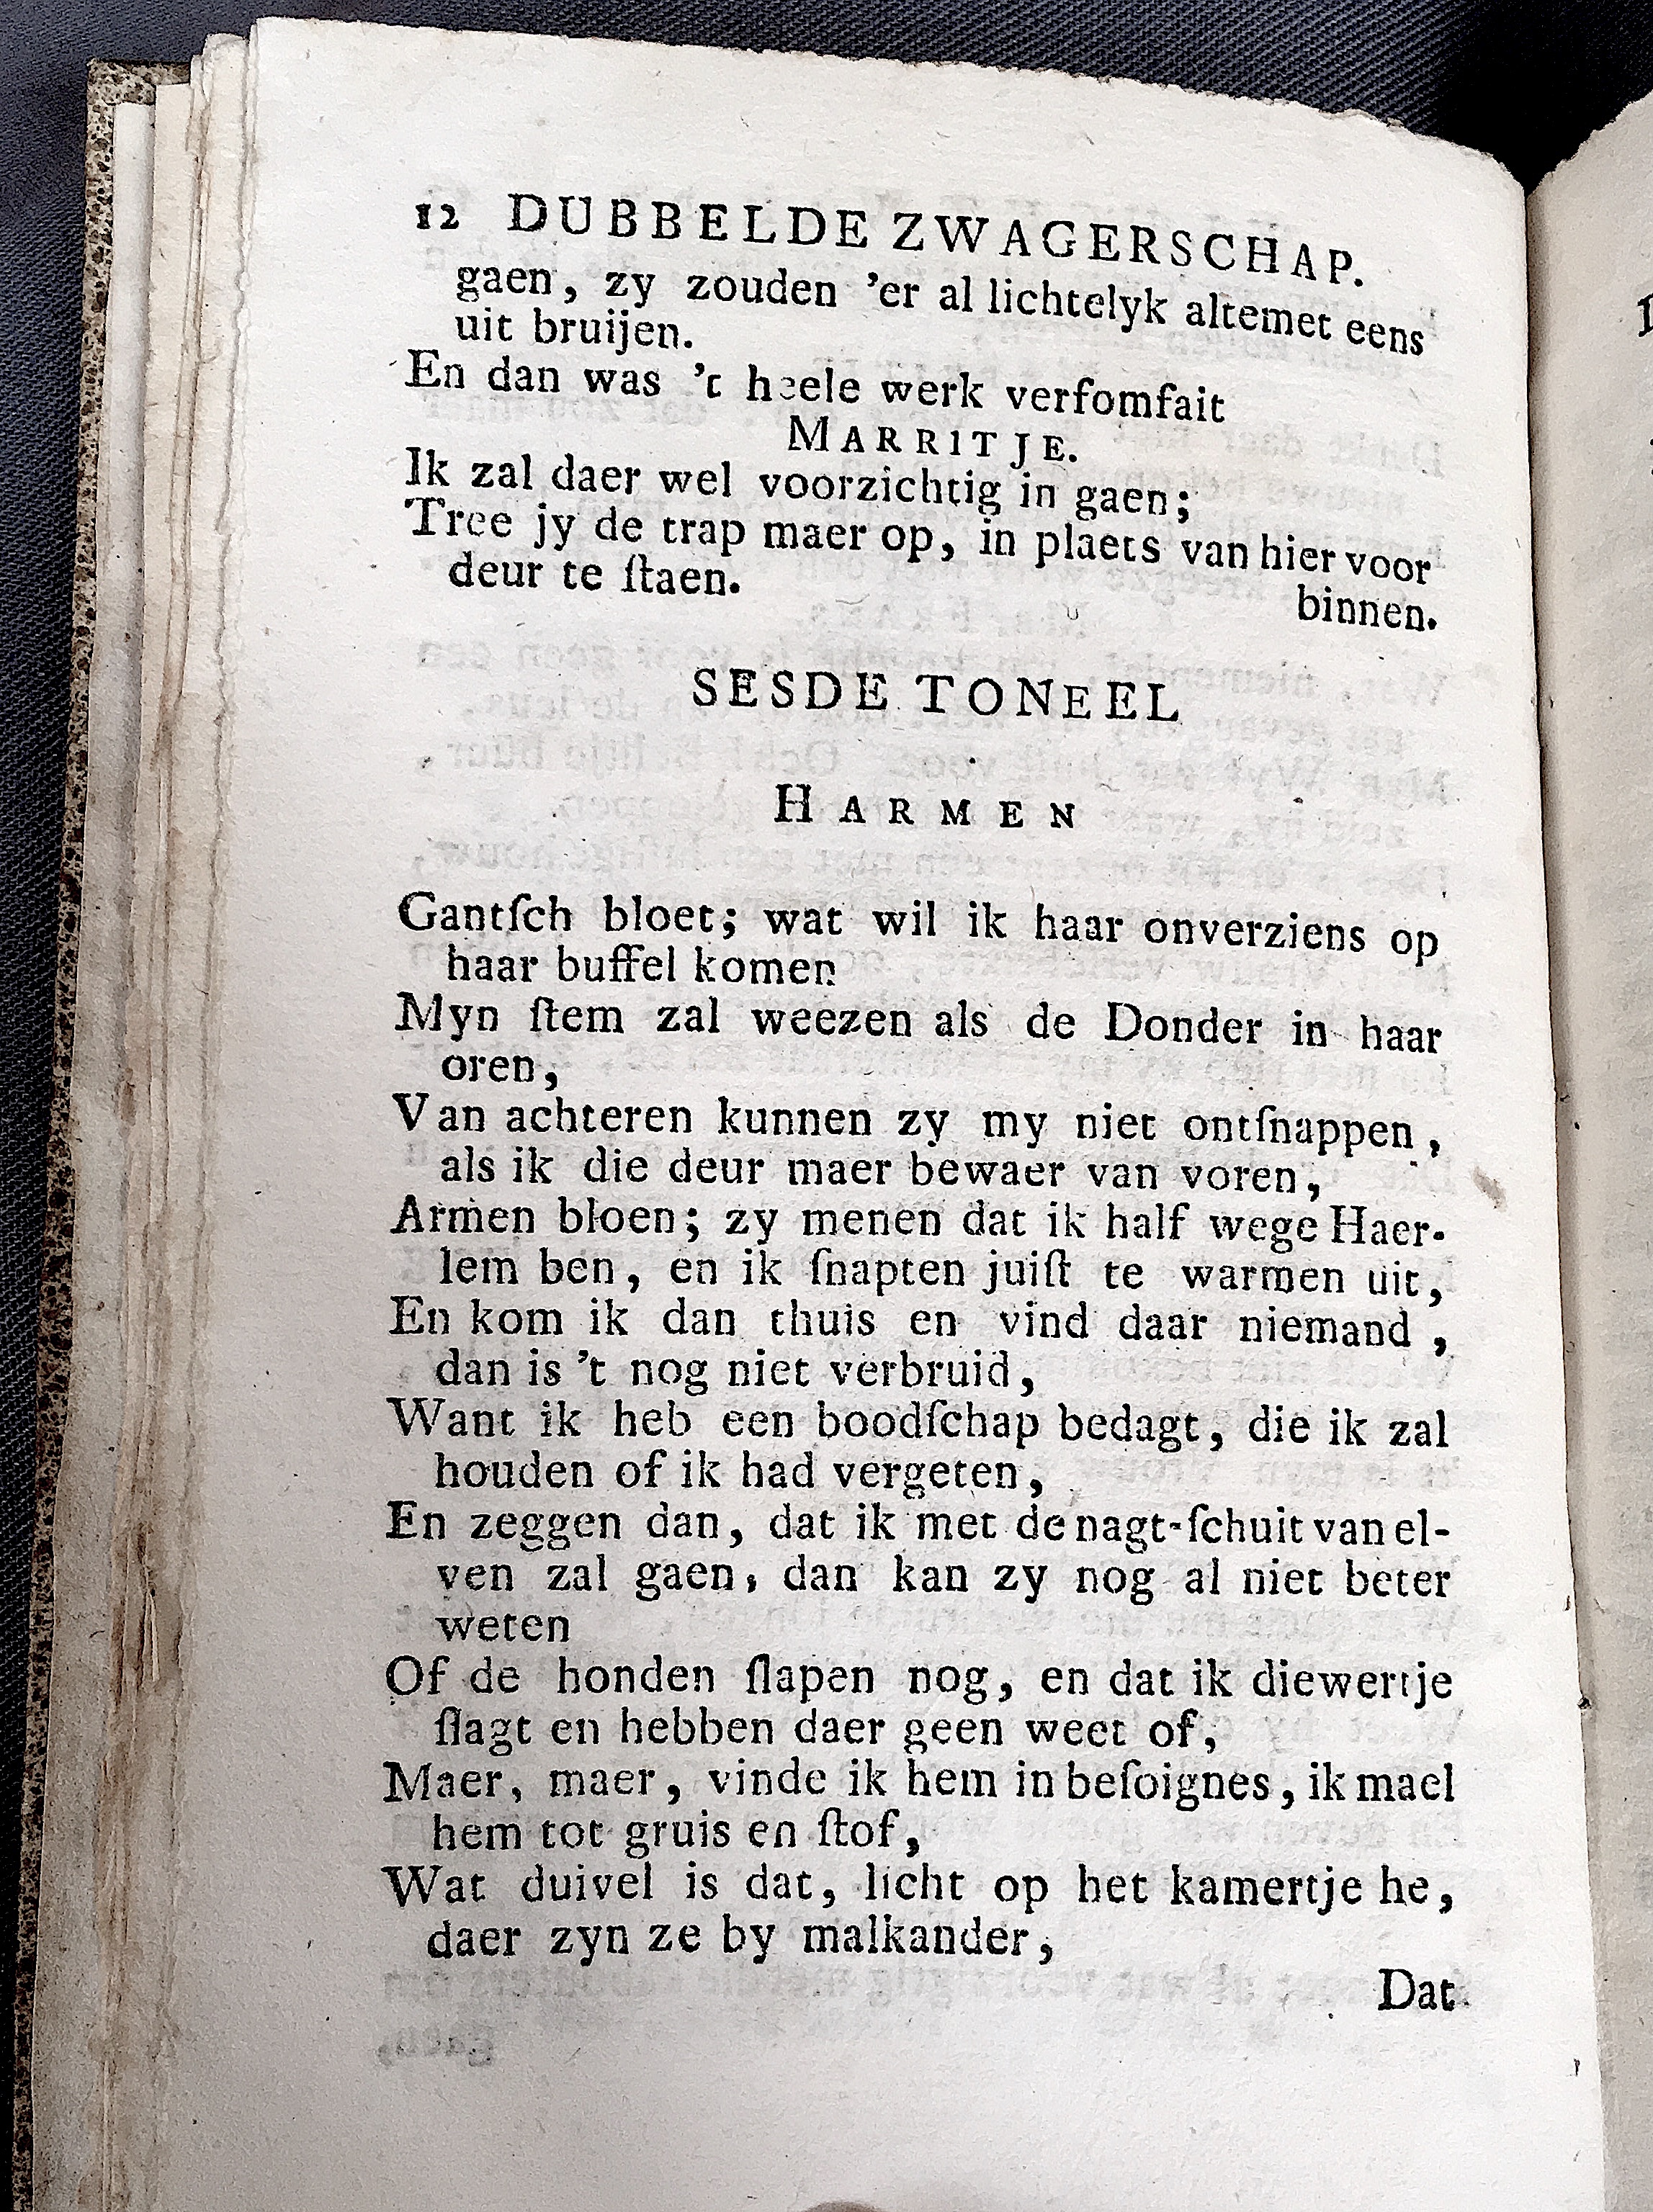 12 DUBBELDE ZWAGERSCHAP.
gaen, zy zouden 'er al lichtelyk altemet eens
uit bruijen.
En dan was 't heele werk verfomfait
MARRITJE.
Ik zal daer wel voorzichtig in gaen;
Tree jy de trap maer op, in plaets van hier voor
deur te ſtaen.
binnen.
SESDE TONEEL
HARMEN
Gantſch bloet; wat wil ik haar onverziens op
haar buffel komen
Myn ſtem zal weezen als de Donder in haar
oren,
Van achteren kunnen zy my niet ontſnappen,
als ik die deur maer bewaer van voren,
Armen bloen; zy menen dat ik half wege Haer-
lem ben, en ik ſnapten juiſt te warmen uit,
En kom ik dan thuis en vind daar niemand,
dan is 't nog niet verbruid,
Want ik heb een boodſchap bedagt, die ik zal
houden of ik had vergeten,
En zeggen dan, dat ik met de nagt-ſchuit van el-
ven zal gaen, dan kan zy nog al niet beter
weten
Of de honden ſlapen nog, en dat ik diewertje
ſlagt en hebben daer geen weet of,
Maer, maer, vinde ik hem in beſoignes, ik mael
hem tot gruis en ſtof,
Wat duivel is dat, licht op het kamertje he,
daer zyn ze by malkander,
Dat